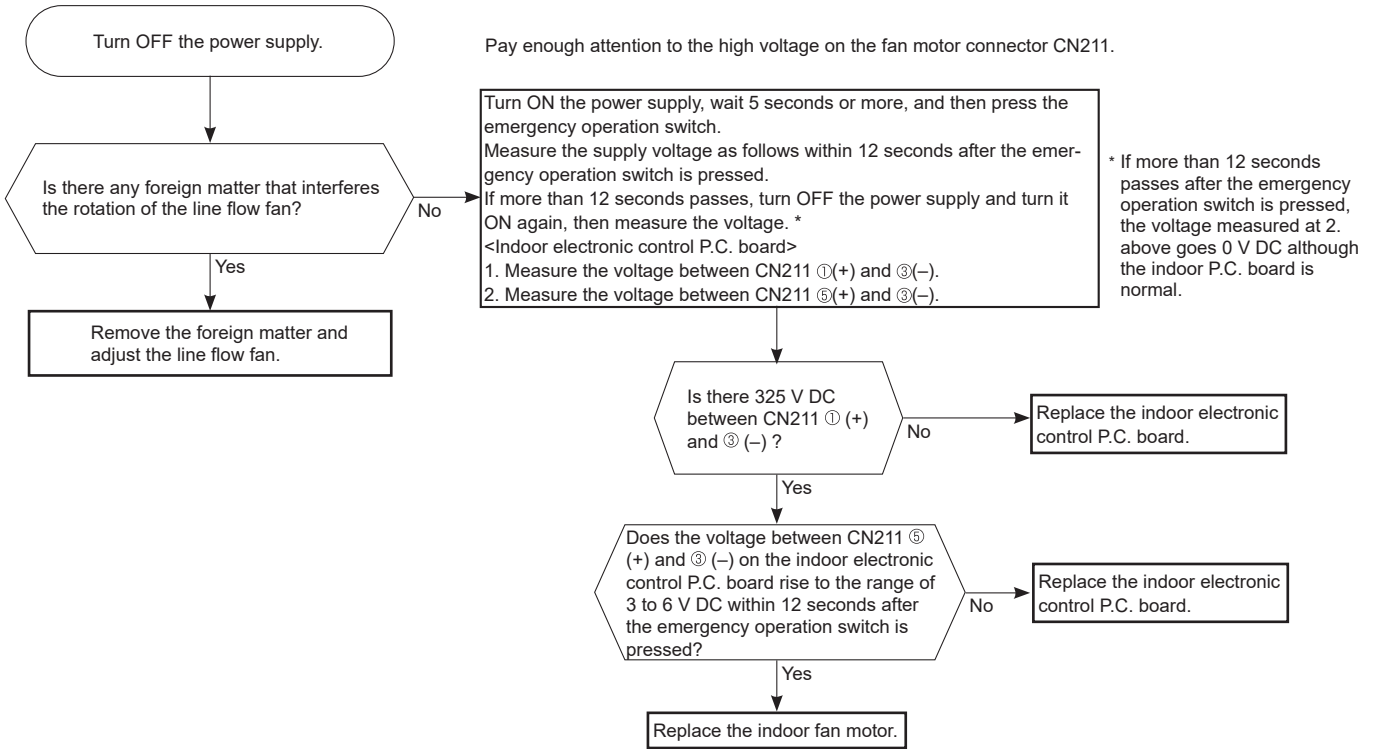 Turn OFF the power supply.
Pay enough attention to the high voltage on the fan motor connector CN211.
Is there any foreign matter that interferes
the rotation of the line flow fan?
No
Yes
Remove the foreign matter and
adjust the line flow fan.
Turn ON the power supply, wait 5 seconds or more, and then press the
emergency operation switch.
Measure the supply voltage as follows within 12 seconds after the emer-
gency operation switch is pressed.
If more than 12 seconds passes, turn OFF the power supply and turn it
ON again, then measure the voltage. *
<Indoor electronic control P.C. board>
1. Measure the voltage between CN211 ①(+) and ③(–).
2. Measure the voltage between CN211 ⑤(+) and ③(–).
* If more than 12 seconds
passes after the emergency
operation switch is pressed,
the voltage measured at 2.
above goes 0 V DC although
the indoor P.C. board is
normal.
Is there 325 V DC
between CN211 ① (+)
and ③ (–) ?
No
Replace the indoor electronic
control P.C. board.
Yes
Does the voltage between CN211 ⑤
(+) and ③ (–) on the indoor electronic
control P.C. board rise to the range of
3 to 6 V DC within 12 seconds after
the emergency operation switch is
pressed?
No
Replace the indoor electronic
control P.C. board.
Yes
Replace the indoor fan motor.